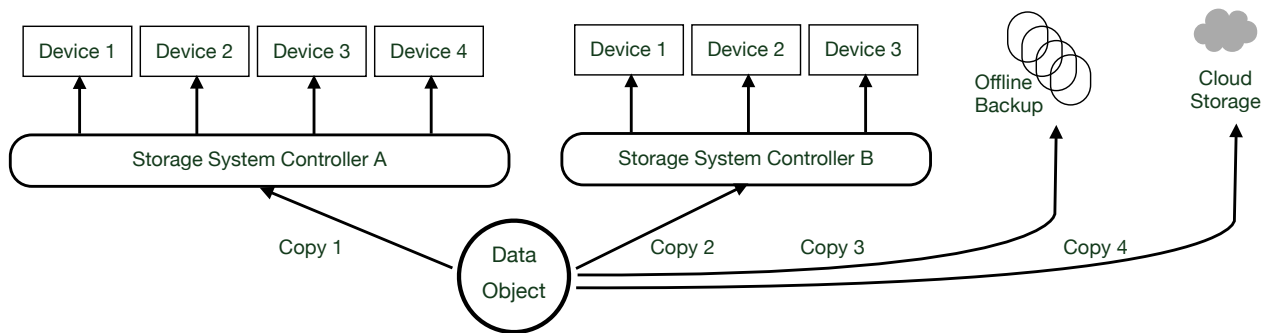 Device 1
Device 2
Device 3
Device 4
Device 1
Device 2
Device 3
Offline
Backup
Cloud
Storage
Storage System Controller A
Storage System Controller B
Copy 1
Copy 2
Copy 3
Copy 4
Data
Object